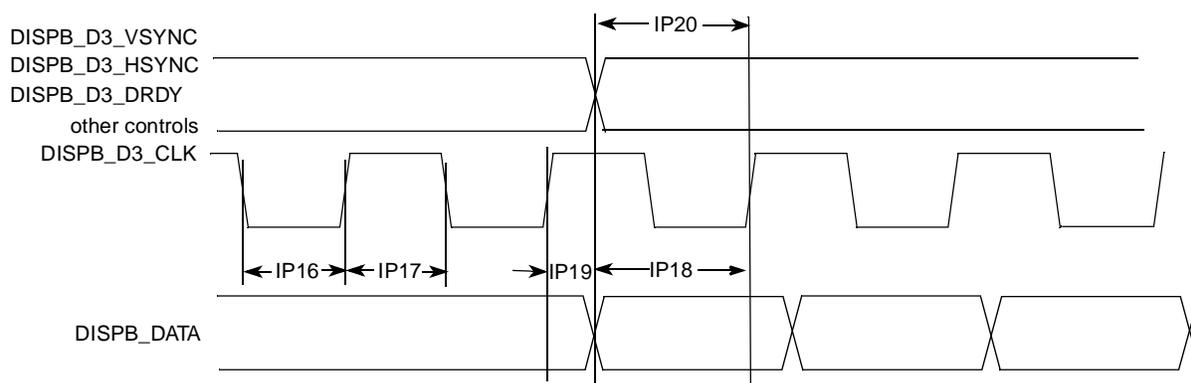 IP20
DISPB_D3_VSYNC
DISPB_D3_HSYNC
DISPB_D3_DRDY
other controls
DISPB_D3_CLK
IP16
IP17
IP19
IP18
DISPB_DATA